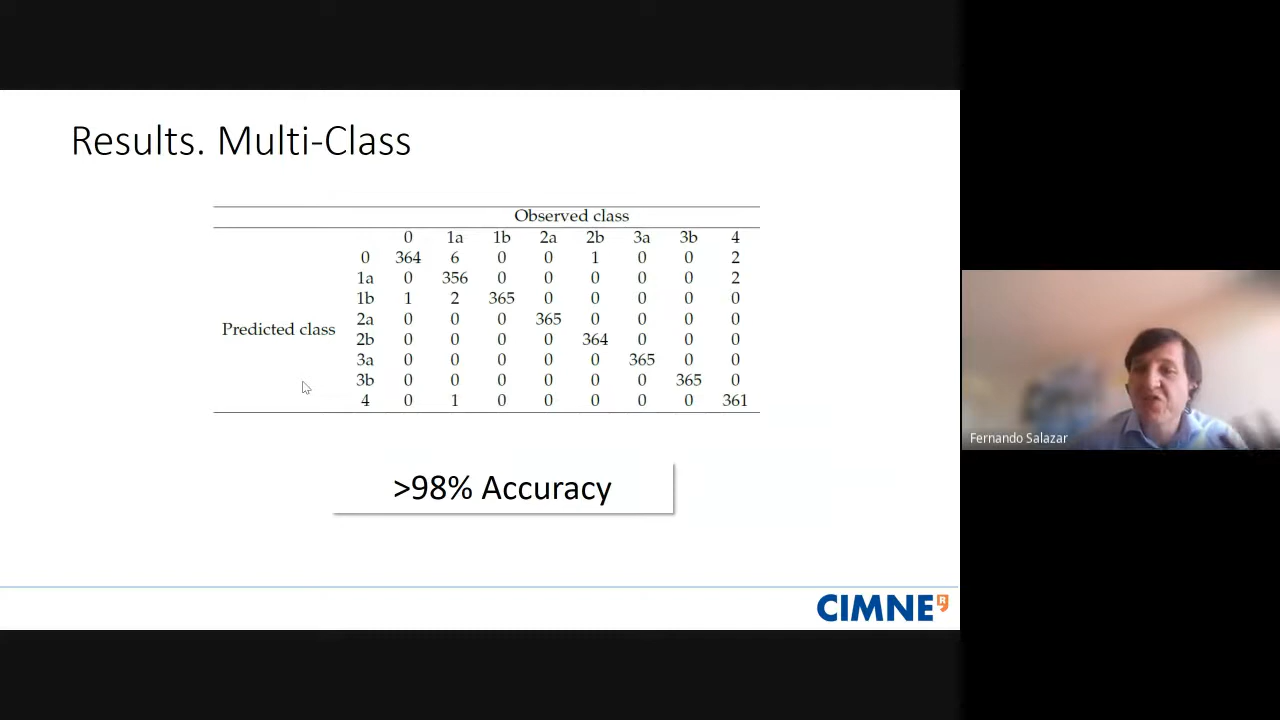 Results. Multi-Class
Observed class
0 1a 1b 2a 2b 3a 3b 4
0 364 6 0 0 1 0 0 2
1a 0 356 0 0 0 0 0 2
1b 1 2 365 0 0 0 0 0
2a 0 0 0 365 0 0 0 0
Predicted class
2b 0 0 0 0 364 0 0 0
3a 0 0 0 0 0 365 0 0
3b 0 0 0 0 0 0 365 0
4 0 1 0 0 0 0 0 361
>98% Accuracy
CIMNE R
Fernando Salazar